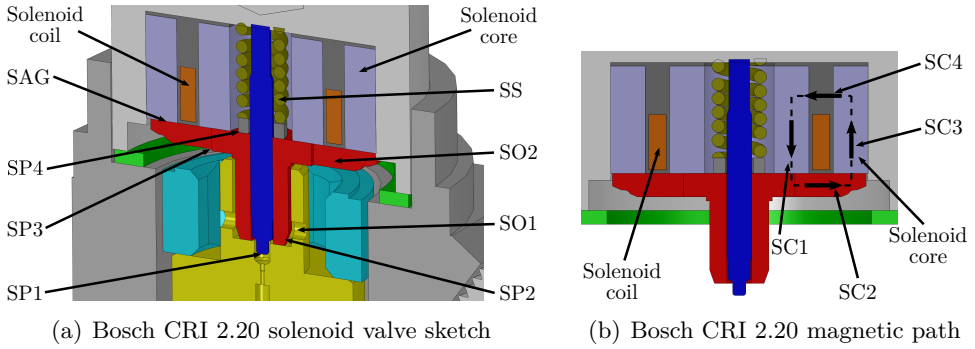 Solenoid
coil
SAG
SP4
SP3
SP1
Solenoid
core
SS
SO2
SO1
SP2
(a) Bosch CRI 2.20 solenoid valve sketch
SC4
SC3
SC1
Solenoid
core
Solenoid
coil
SC2
(b) Bosch CRI 2.20 magnetic path